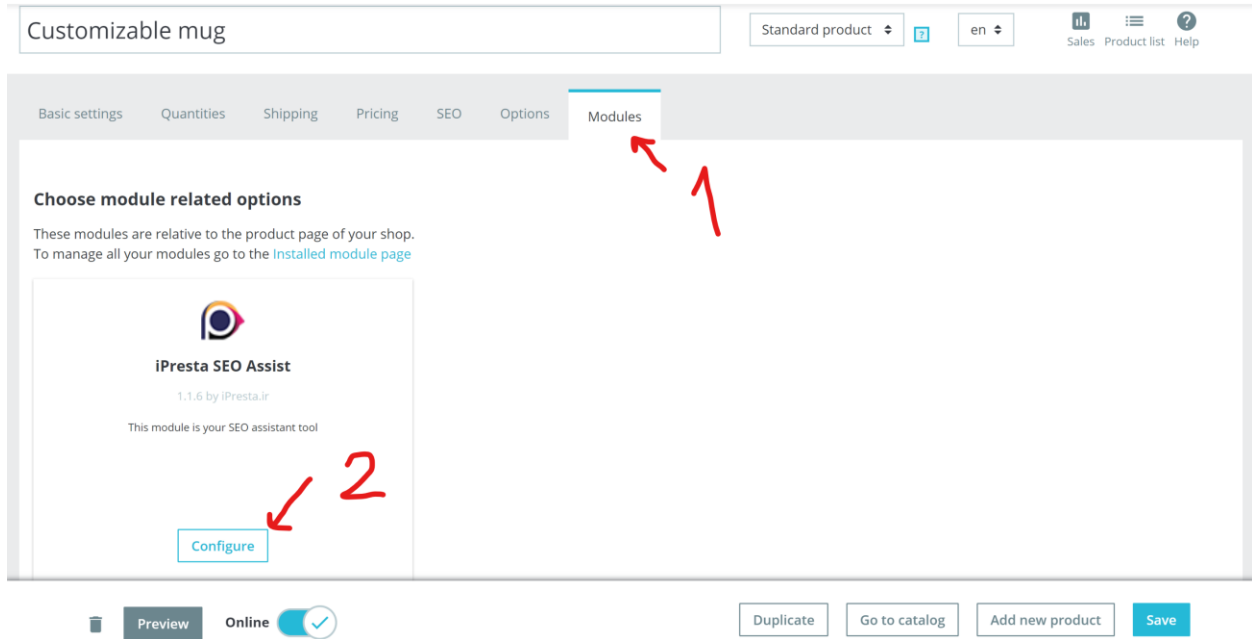 Customizable mug
Standard product
?
en
Sales
Product list
?
Help
Basic settings
Quantities
Shipping
Pricing
SEO
Options
Modules
1
Choose module related options
These modules are relative to the product page of your shop.
To manage all your modules go to the Installed module page
iPresta SEO Assist
1.1.6 by iPresta.ir
This module is your SEO assistant tool
2
Configure
Preview
Online
Duplicate
Go to catalog
Add new product
Save